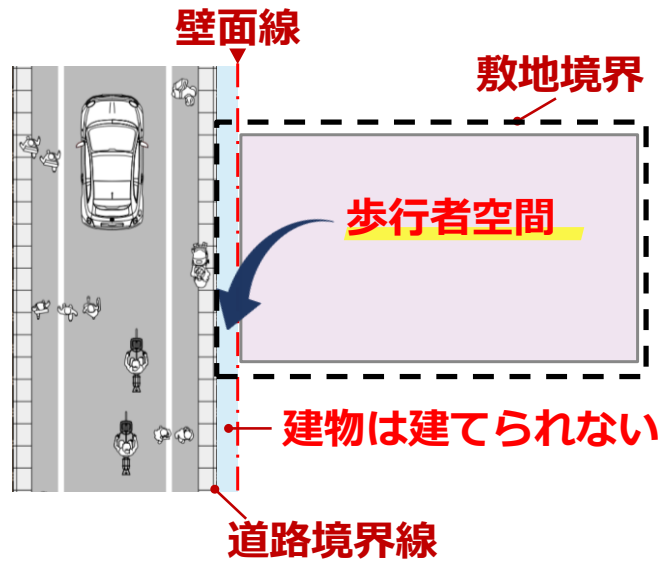 壁面線
敷地境界
歩行者空間
建物は建てられない
道路境界線